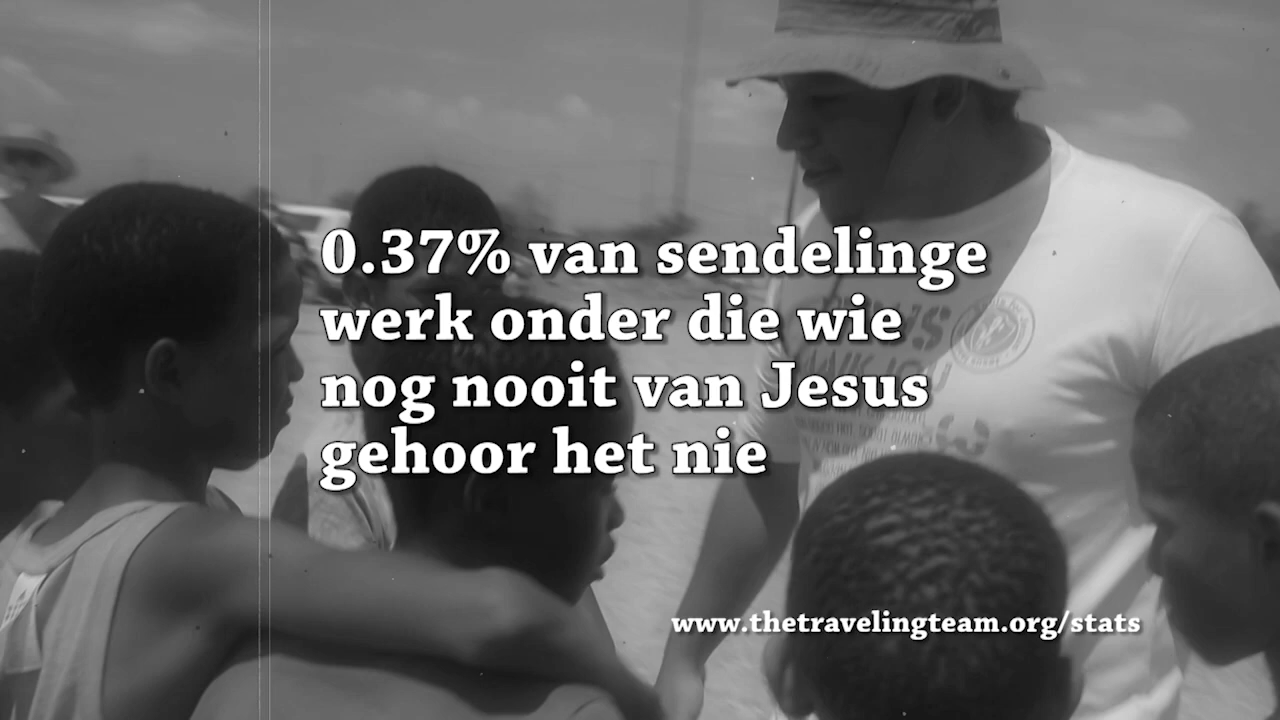 0.37% van sendelinge
werk onder die wie
nog nooit van Jesus
gehoor het nie
www.thetravelingteam.org/stats